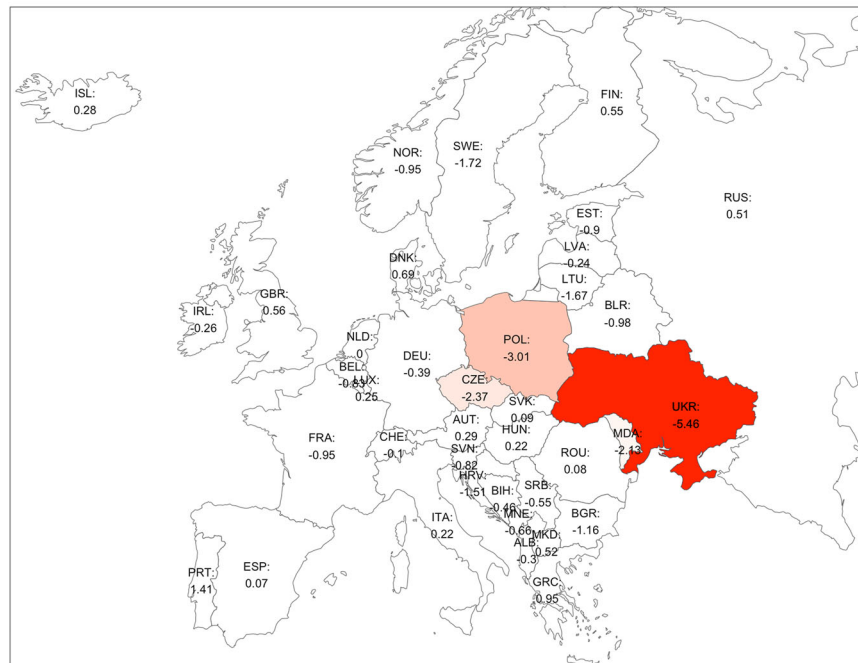 ISL:
0.28
FIN:
0.55
NOR:
-0.95
SWE:
-1.72
RUS:
0.51
EST:
-0.9
LVA:
-0.24
DNK:
0.69
LTU:
-1.67
GBR:
0.56
BLR:
-0.98
IRL:
-0.26
NLD:
0
POL:
-3.01
DEU:
-0.39
BEL:
-0.83
LUX:
0.25
CZE:
-2.37
SVK:
0.09
UKR:
-5.46
AUT:
0.29
HUN:
0.22
MDA:
-2.13
FRA:
-0.95
CHE:
-0.1
ROU:
0.08
SVN:
-0.82
HRV:
-1.51
BIH:
-0.46
SRB:
-0.55
ITA:
0.22
MNE:
-0.66
BGR:
-1.16
MKD:
0.52
ALB:
-0.3
PRT:
1.41
ESP:
0.07
GRC:
0.95